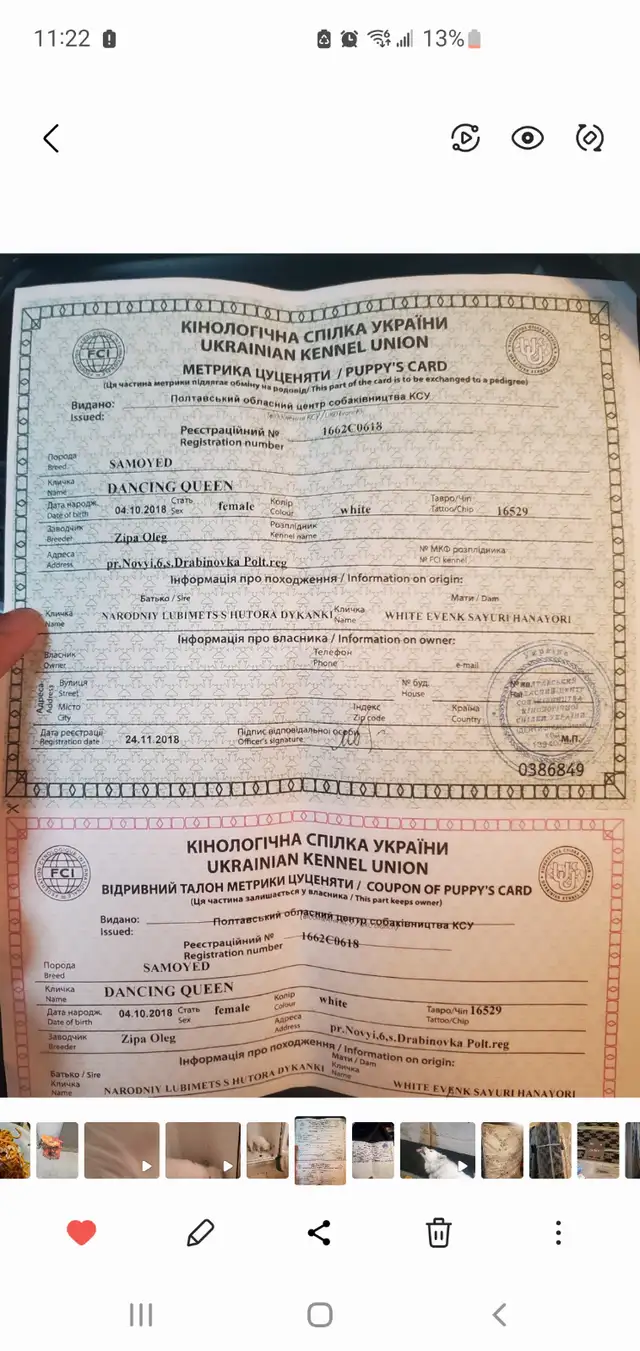 11:22
13%
КІНОЛОГІЧНА СПІЛКА УКРАЇНИ
UKRAINIAN KENNEL UNION
FCI
МЕТРИКА ЦУЦЕНЯТИ / PUPPY'S CARD
(Ця частина метрики підлягає обміну на родовід/ This part of the card is to be exchanged to a pedigree)
Видано: Полтавський обласний центр собаківництва КСУ
Issued:
Реєстраційний № 1662C0618
Registration number
Порода
Breed SAMOYED
Кличка
Name DANCING QUEEN
Дата народж. 04.10.2018 Стать female Колір white Тавро/Чіп 16529
Date of birth Sex Colour Tattoo/Chip
Заводчик Розплідник
Breeder Zipa Oleg Kennel name
Адреса № МКФ розплідника
Address pr.Novyi,6,s.Drabinovka Polt.reg № FCI kennel
Інформація про походження / Information on origin:
Батько / Sire Мати / Dam
Кличка NARODNIY LUBIMETS S HUTORA DYKANKI Кличка WHITE EVENK SAYURI HANAYORI
Name Name
Інформація про власника / Information on owner:
Власник Телефон
Owner Phone e-mail
Адреса Вулиця № буд.
Address Street House
Місто Індекс Країна
City Zip code Country
Дата реєстрації 24.11.2018 Підпис відповідальної особи М.П.
Registration date Officer's signature
0386849
КІНОЛОГІЧНА СПІЛКА УКРАЇНИ
UKRAINIAN KENNEL UNION
FCI
ВІДРИВНИЙ ТАЛОН МЕТРИКИ ЦУЦЕНЯТИ / COUPON OF PUPPY'S CARD
(Ця частина залишається у власника / This part keeps owner)
Видано: Полтавський обласний центр собаківництва КСУ
Issued:
Реєстраційний № 1662C0618
Registration number
Порода SAMOYED
Breed
Кличка DANCING QUEEN
Name
Дата народж. 04.10.2018 Стать female Колір white Тавро/Чіп 16529
Date of birth Sex Colour Tattoo/Chip
Заводчик Zipa Oleg Адреса pr.Novyi,6,s.Drabinovka Polt.reg
Breeder Address
Інформація про походження / Information on origin:
Батько / Sire Мати / Dam
Кличка NARODNIY LUBIMETS S HUTORA DYKANKI Кличка WHITE EVENK SAYURI HANAYORI
Name Name